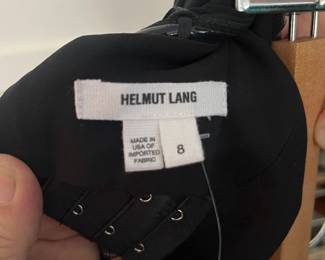 HELMUT LANG
MADE IN
USA OF
IMPORTED
FABRIC
8